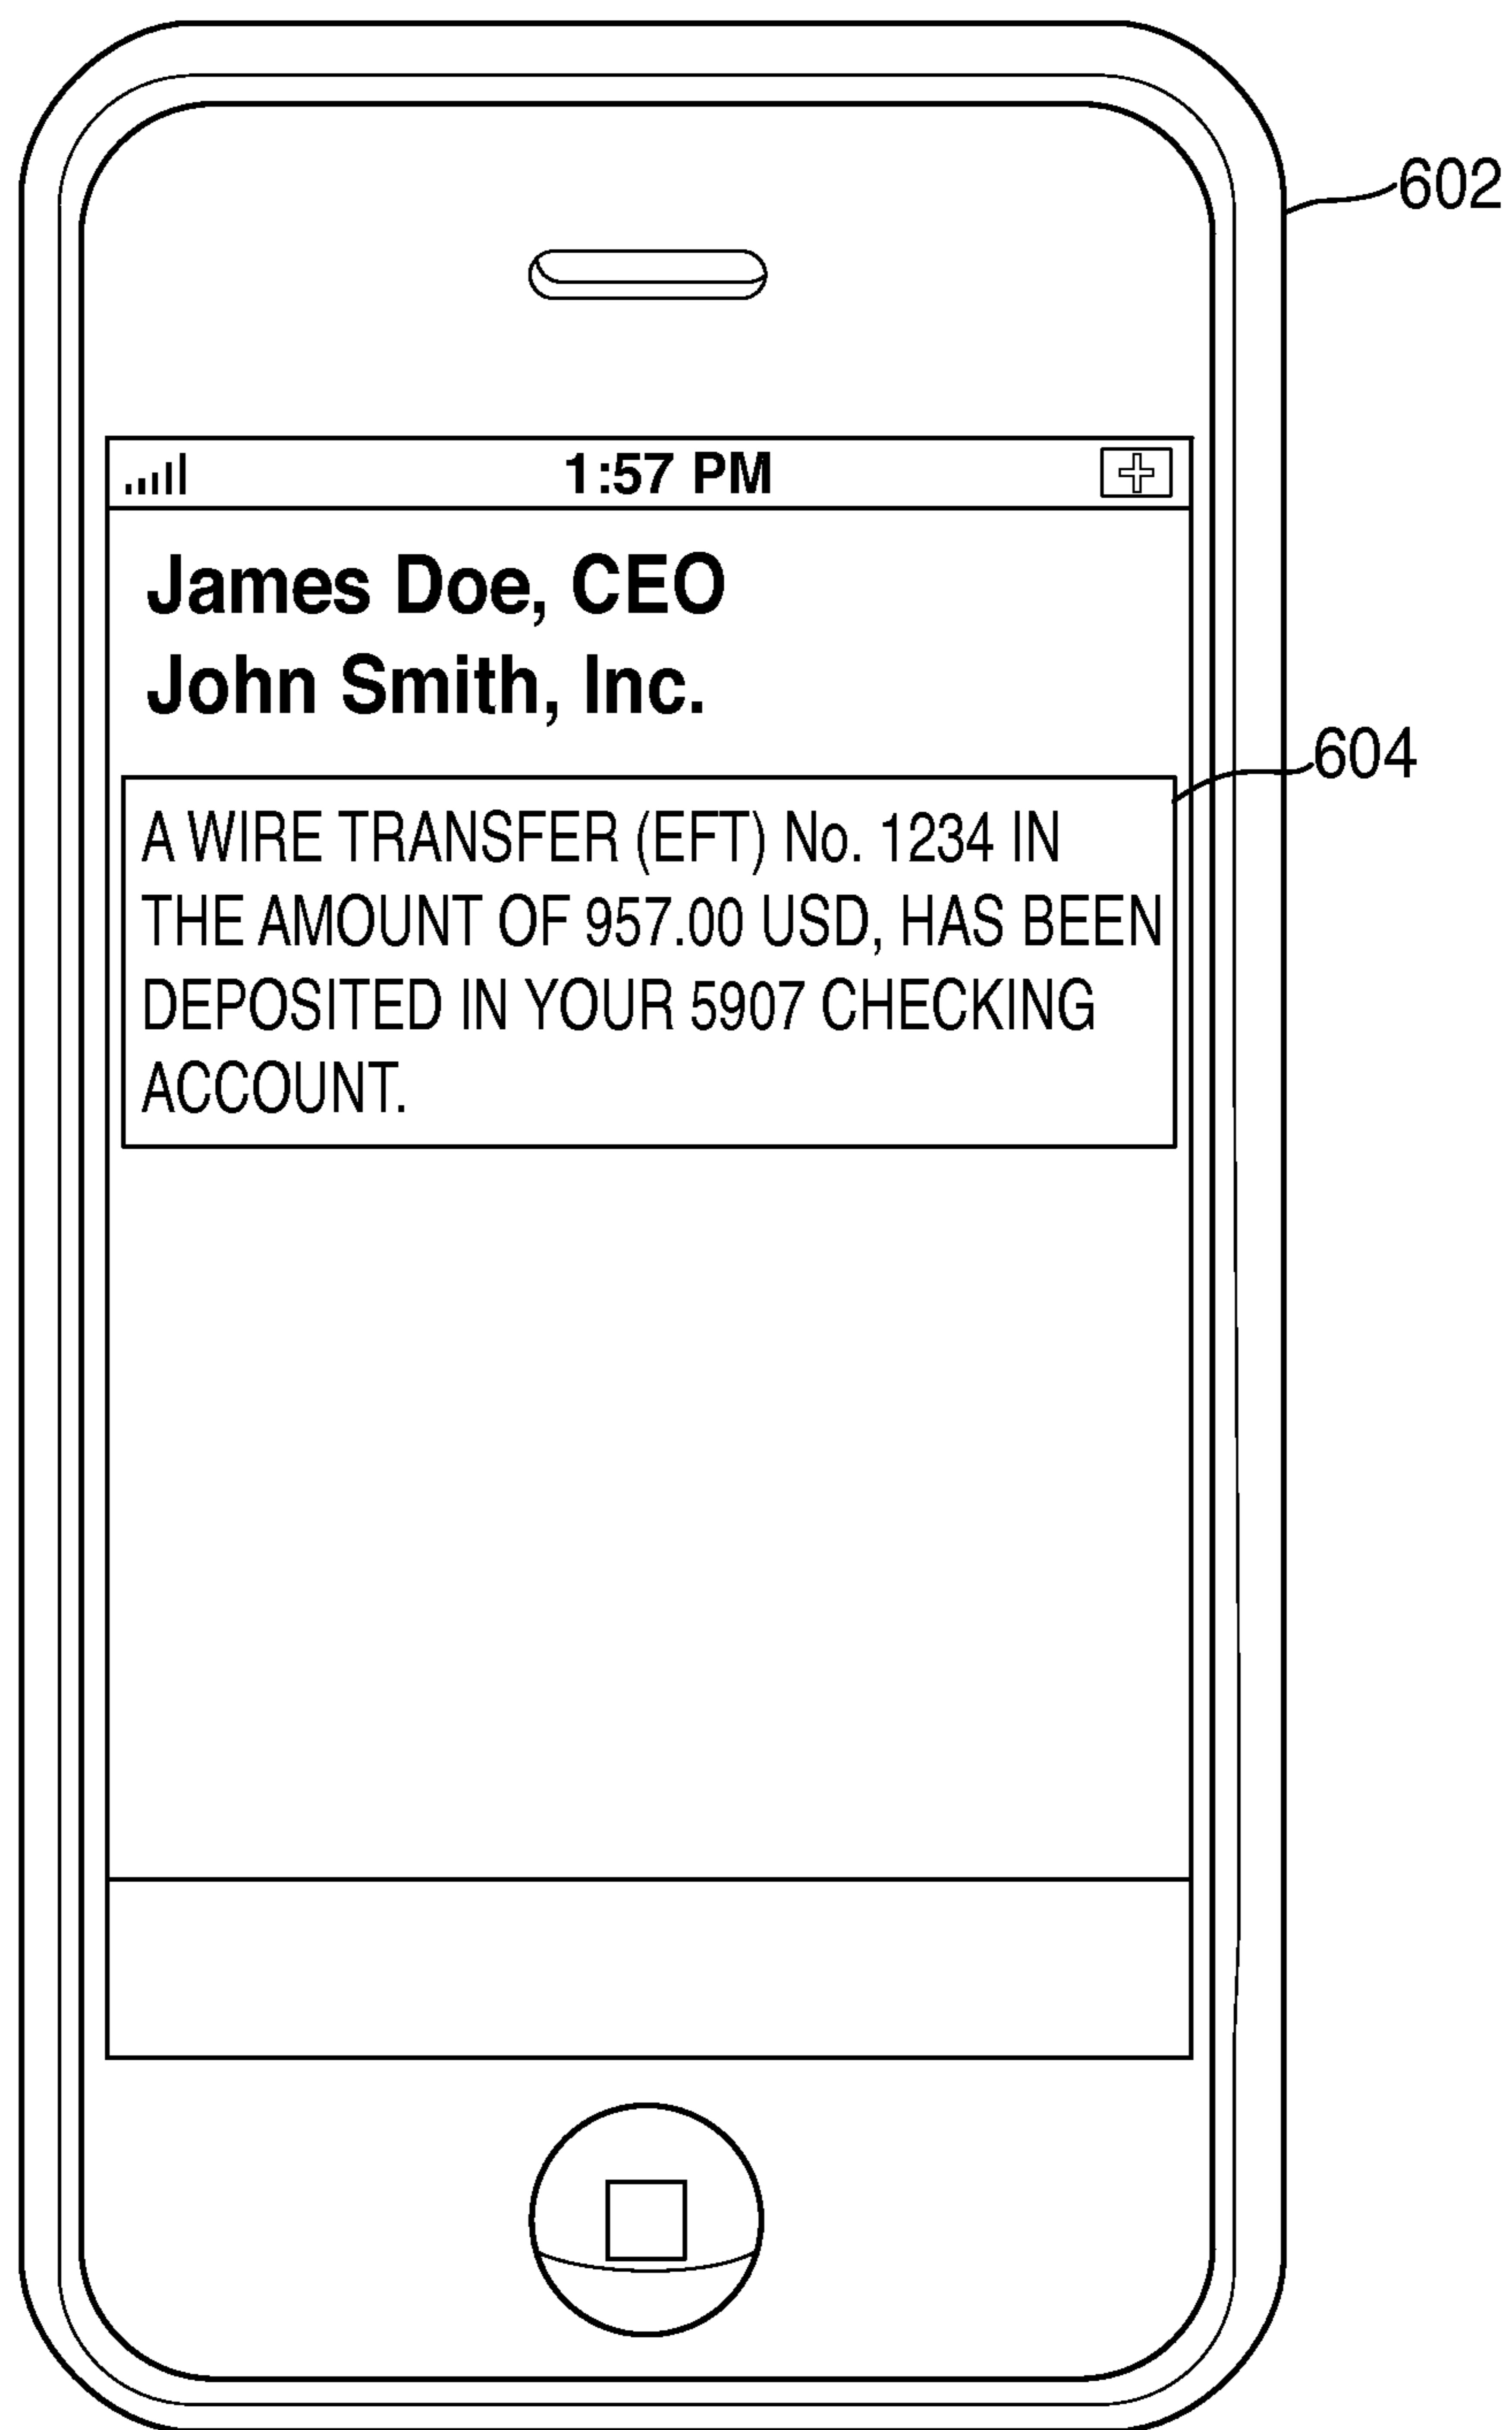 602
1:57 PM
James Doe, CEO
John Smith, Inc.
604
A WIRE TRANSFER (EFT) No. 1234 IN
THE AMOUNT OF 957.00 USD, HAS BEEN
DEPOSITED IN YOUR 5907 CHECKING
ACCOUNT.